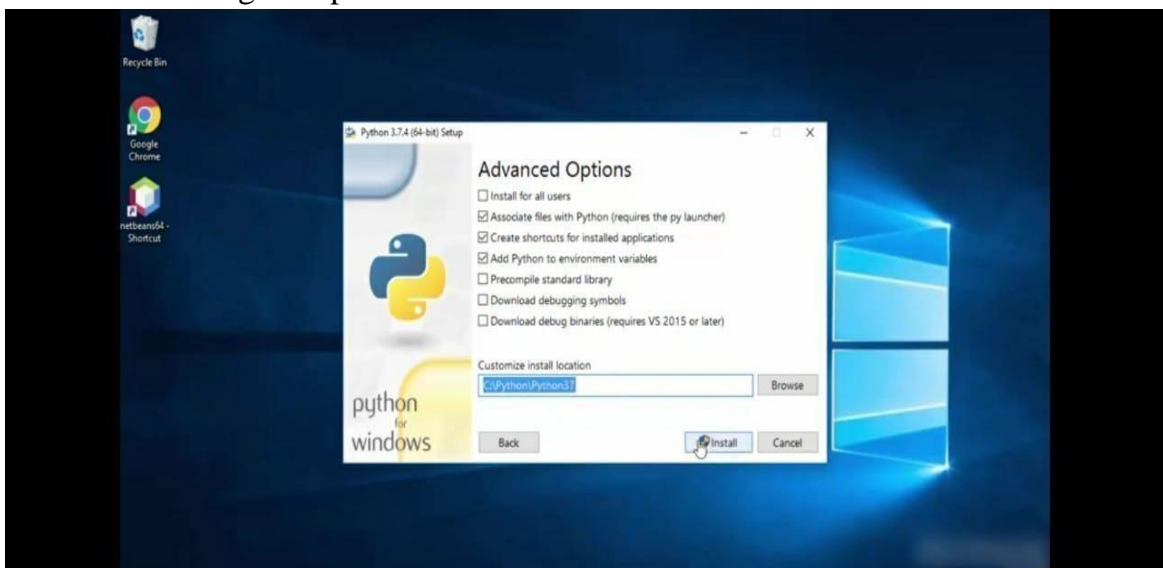 Recycle Bin
Google
Chrome
netbeans64 -
Shortcut
Python 3.7.4 (64-bit) Setup
Advanced Options
Install for all users
Associate files with Python (requires the py launcher)
Create shortcuts for installed applications
Add Python to environment variables
Precompile standard library
Download debugging symbols
Download debug binaries (requires VS 2015 or later)
Customize install location
C:\Python\Python37
Browse
python
for
windows
Back
Install
Cancel